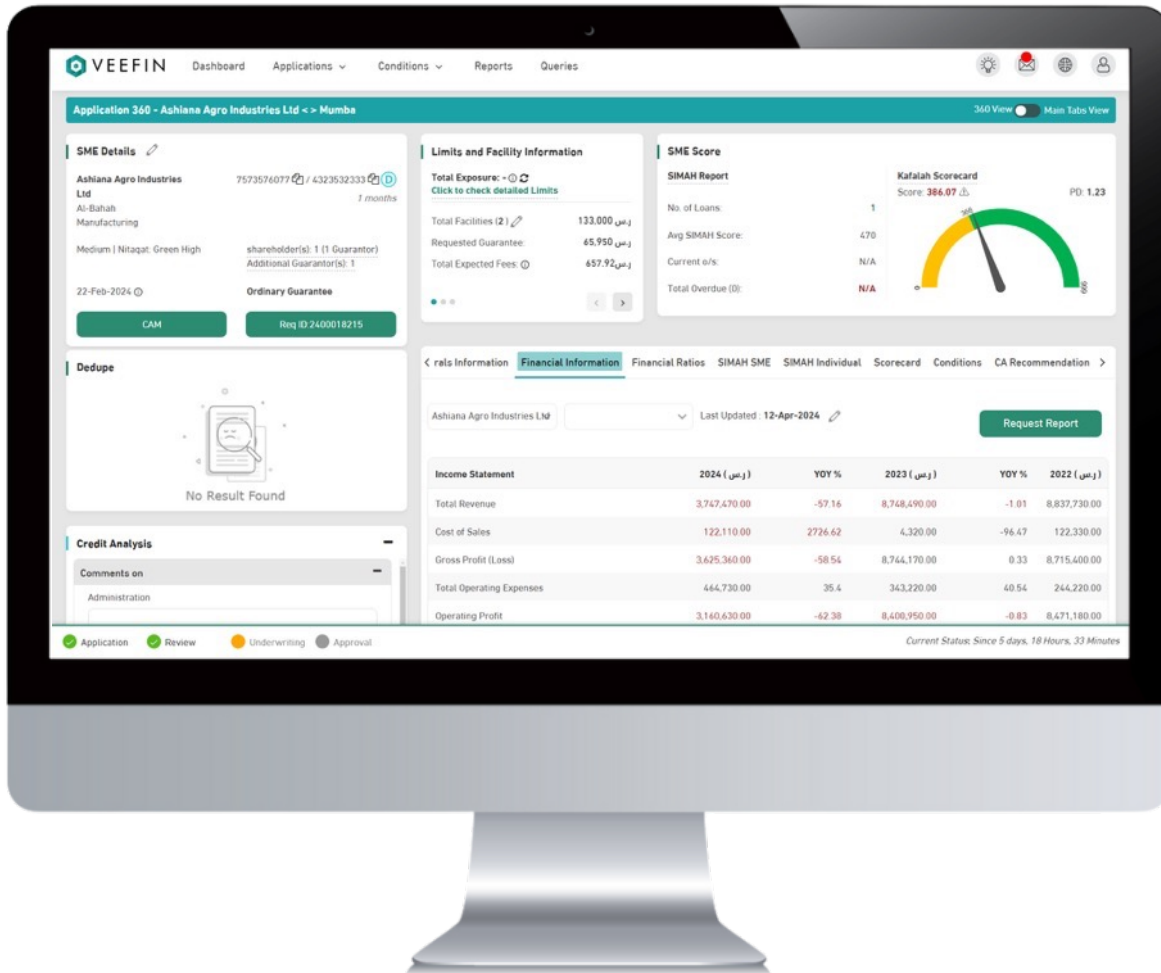 VEEFIN
Dashboard
Applications
Conditions
Reports
Queries
Application 360 - Ashiana Agro Industries Ltd < > Mumba
360 View
Main Tabs View
SME Details
Ashiana Agro Industries Ltd
7573576077 / 4323532333 D
1 months
Al-Bahah
Manufacturing
Medium | Nitaqat: Green High
shareholder(s): 1 (1 Guarantor)
Additional Guarantor(s): 1
22-Feb-2024
Ordinary Guarantee
CAM
Req ID:2400018215
Limits and Facility Information
Total Exposure: -
Click to check detailed Limits
Total Facilities (2)
133,000 ر.س
Requested Guarantee:
65,950 ر.س
Total Expected Fees:
657.92 ر.س
SME Score
SIMAH Report
No. of Loans: 1
Avg SIMAH Score: 470
Current o/s: N/A
Total Overdue (0): N/A
Kafalah Scorecard
Score: 386.07
PD: 1.23
0
Dedupe
No Result Found
Credit Analysis
Comments on
Administration
rals Information
Financial Information
Financial Ratios
SIMAH SME
SIMAH Individual
Scorecard
Conditions
CA Recommendation
Ashiana Agro Industries Ltd
Last Updated : 12-Apr-2024
Request Report
Income Statement 2024 (ر.س) YOY % 2023 (ر.س) YOY % 2022 (ر.س)
Total Revenue 3,747,470.00 -57.16 8,748,490.00 -1.01 8,837,730.00
Cost of Sales 122,110.00 2726.62 4,320.00 -96.47 122,330.00
Gross Profit (Loss) 3,625,360.00 -58.54 8,744,170.00 0.33 8,715,400.00
Total Operating Expenses 464,730.00 35.4 343,220.00 40.54 244,220.00
Operating Profit 3,160,630.00 -62.38 8,400,950.00 -0.83 8,471,180.00
Application
Review
Underwriting
Approval
Current Status: Since 5 days, 18 Hours, 33 Minutes